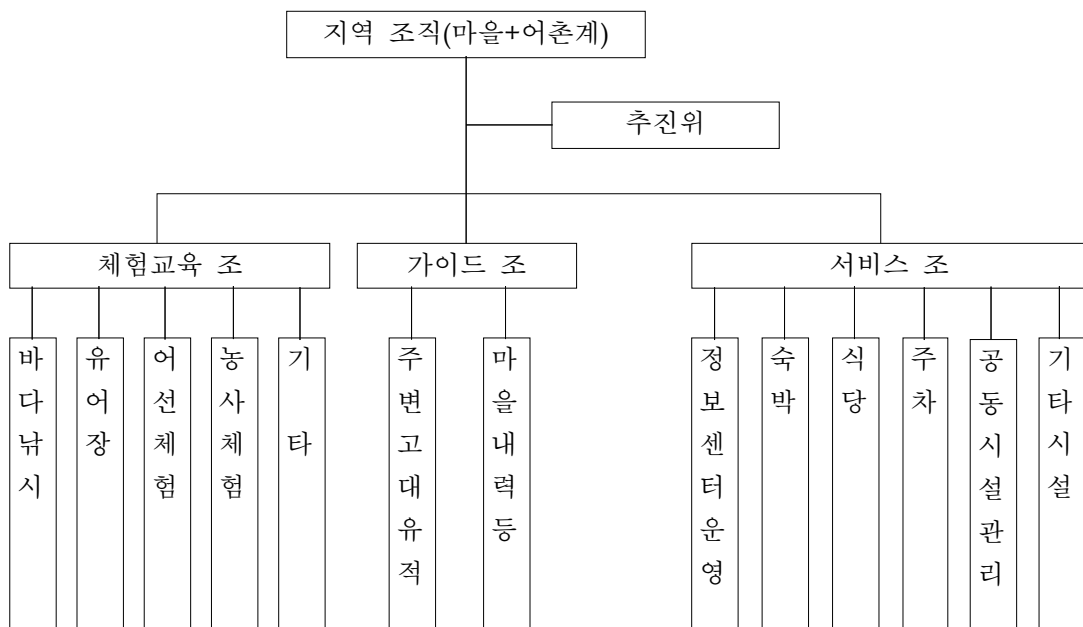 지역 조직(마을+어촌계)
추진위
체험교육 조
가이드 조
서비스 조
바다낚시
유어장
어선체험
농사체험
기 타
주변고대유적
마을내력등
정보센터운영
숙박
식당
주차
공동시설관리
기타시설